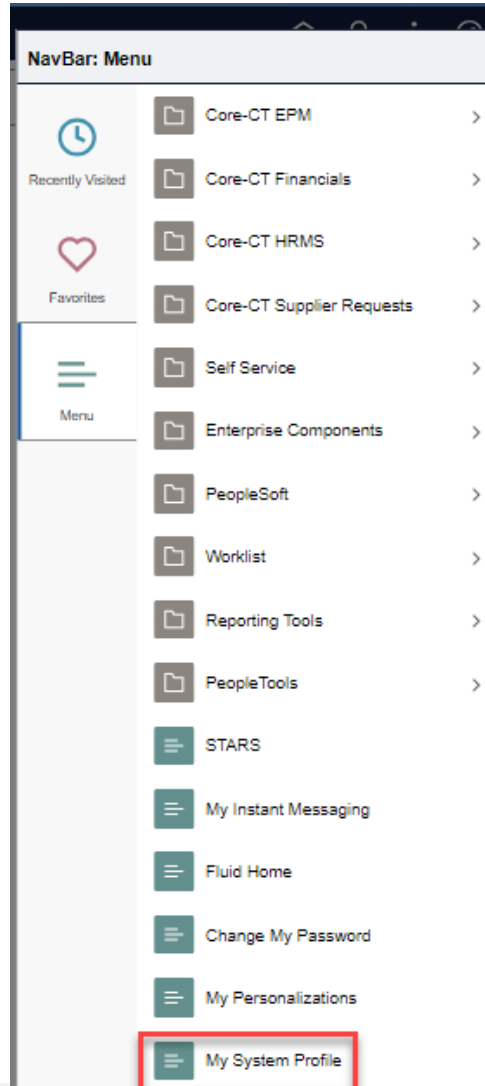 NavBar: Menu
Recently Visited
Favorites
Menu
Core-CT EPM
Core-CT Financials
Core-CT HRMS
Core-CT Supplier Requests
Self Service
Enterprise Components
PeopleSoft
Worklist
Reporting Tools
PeopleTools
STARS
My Instant Messaging
Fluid Home
Change My Password
My Personalizations
My System Profile